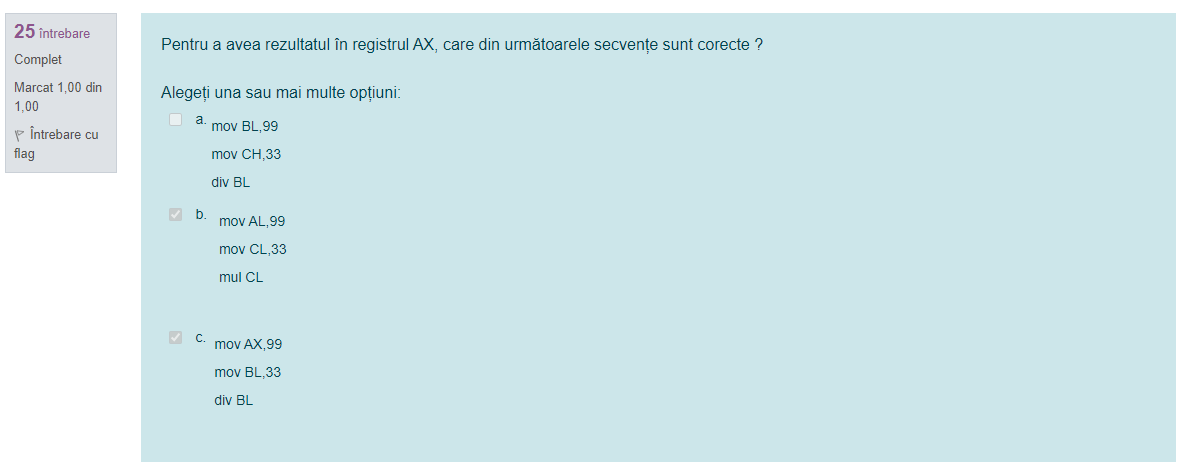 25 întrebare
Complet
Marcat 1,00 din
1,00
Întrebare cu
flag
Pentru a avea rezultatul în registrul AX, care din următoarele secvențe sunt corecte ?
Alegeți una sau mai multe opțiuni:
a. mov BL,99
mov CH,33
div BL
b. mov AL,99
mov CL,33
mul CL
c. mov AX,99
mov BL,33
div BL